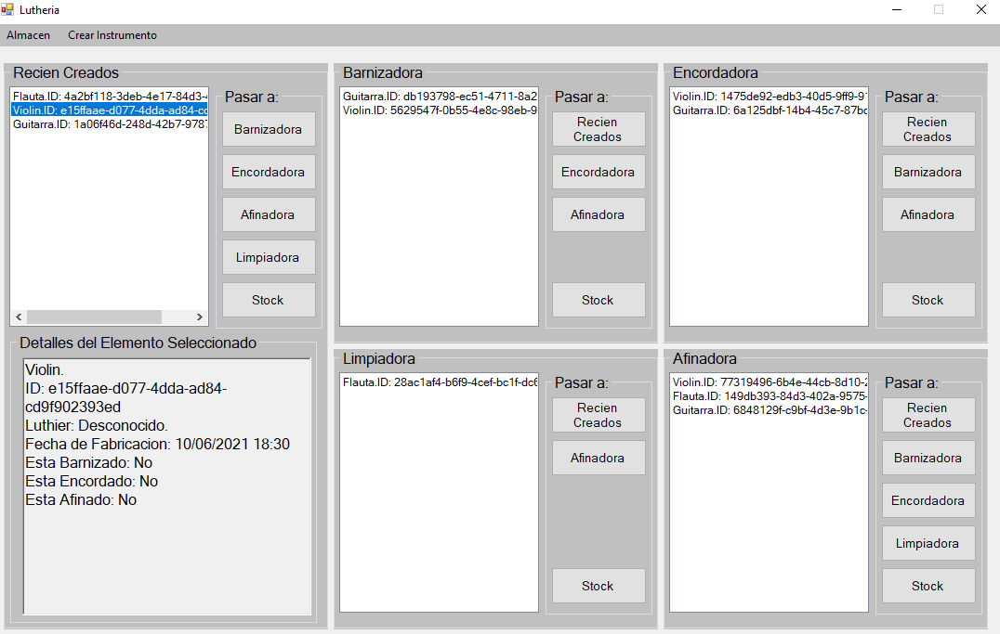 Lutheria
Almacen Crear Instrumento
Recien Creados
Flauta.ID: 4a2bf118-3deb-4e17-84d3-
Violin.ID: e15ffaae-d077-4dda-ad84-cd
Guitarra.ID: 1a06f46d-248d-42b7-9787
Pasar a:
Barnizadora
Encordadora
Afinadora
Limpiadora
Stock
Detalles del Elemento Seleccionado
Violin.
ID: e15ffaae-d077-4dda-ad84-
cd9f902393ed
Luthier: Desconocido.
Fecha de Fabricacion: 10/06/2021 18:30
Esta Barnizado: No
Esta Encordado: No
Esta Afinado: No
Barnizadora
Guitarra.ID: db193798-ec51-4711-8a2
Violin.ID: 5629547f-0b55-4e8c-98eb-9
Pasar a:
Recien
Creados
Encordadora
Afinadora
Stock
Encordadora
Violin.ID: 1475de92-edb3-40d5-9ff9-9
Guitarra.ID: 6a125dbf-14b4-45c7-87bc
Pasar a:
Recien
Creados
Barnizadora
Afinadora
Stock
Limpiadora
Flauta.ID: 28ac1af4-b6f9-4cef-bc1f-dc6
Pasar a:
Recien
Creados
Afinadora
Stock
Afinadora
Violin.ID: 77319496-6b4e-44cb-8d10-2
Flauta.ID: 149db393-84d3-402a-9575-
Guitarra.ID: 6848129f-c9bf-4d3e-9b1c-
Pasar a:
Recien
Creados
Barnizadora
Encordadora
Limpiadora
Stock